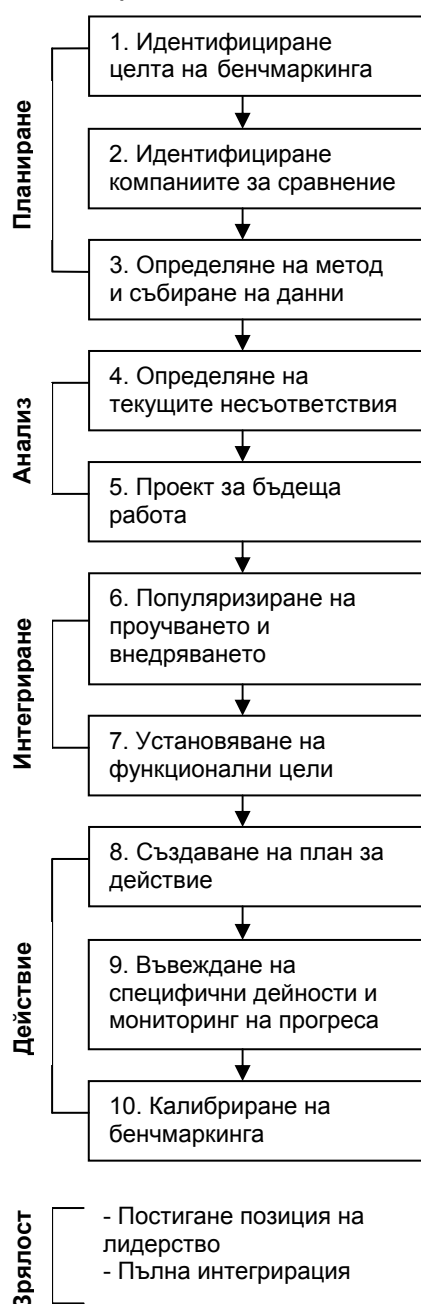 Планиране
1. Идентифициране
целта на бенчмаркинга
2. Идентифициране
компаниите за сравнение
3. Определяне на метод
и събиране на данни
Анализ
4. Определяне на
текущите несъответствия
5. Проект за бъдеща
работа
Интегриране
6. Популяризиране на
проучването и
внедряването
7. Установяване на
функционални цели
Действие
8. Създаване на план за
действие
9. Въвеждане на
специфични дейности и
мониторинг на прогреса
10. Калибриране на
бенчмаркинга
Зрялост
- Постигане позиция на
лидерство
- Пълна интегрирация